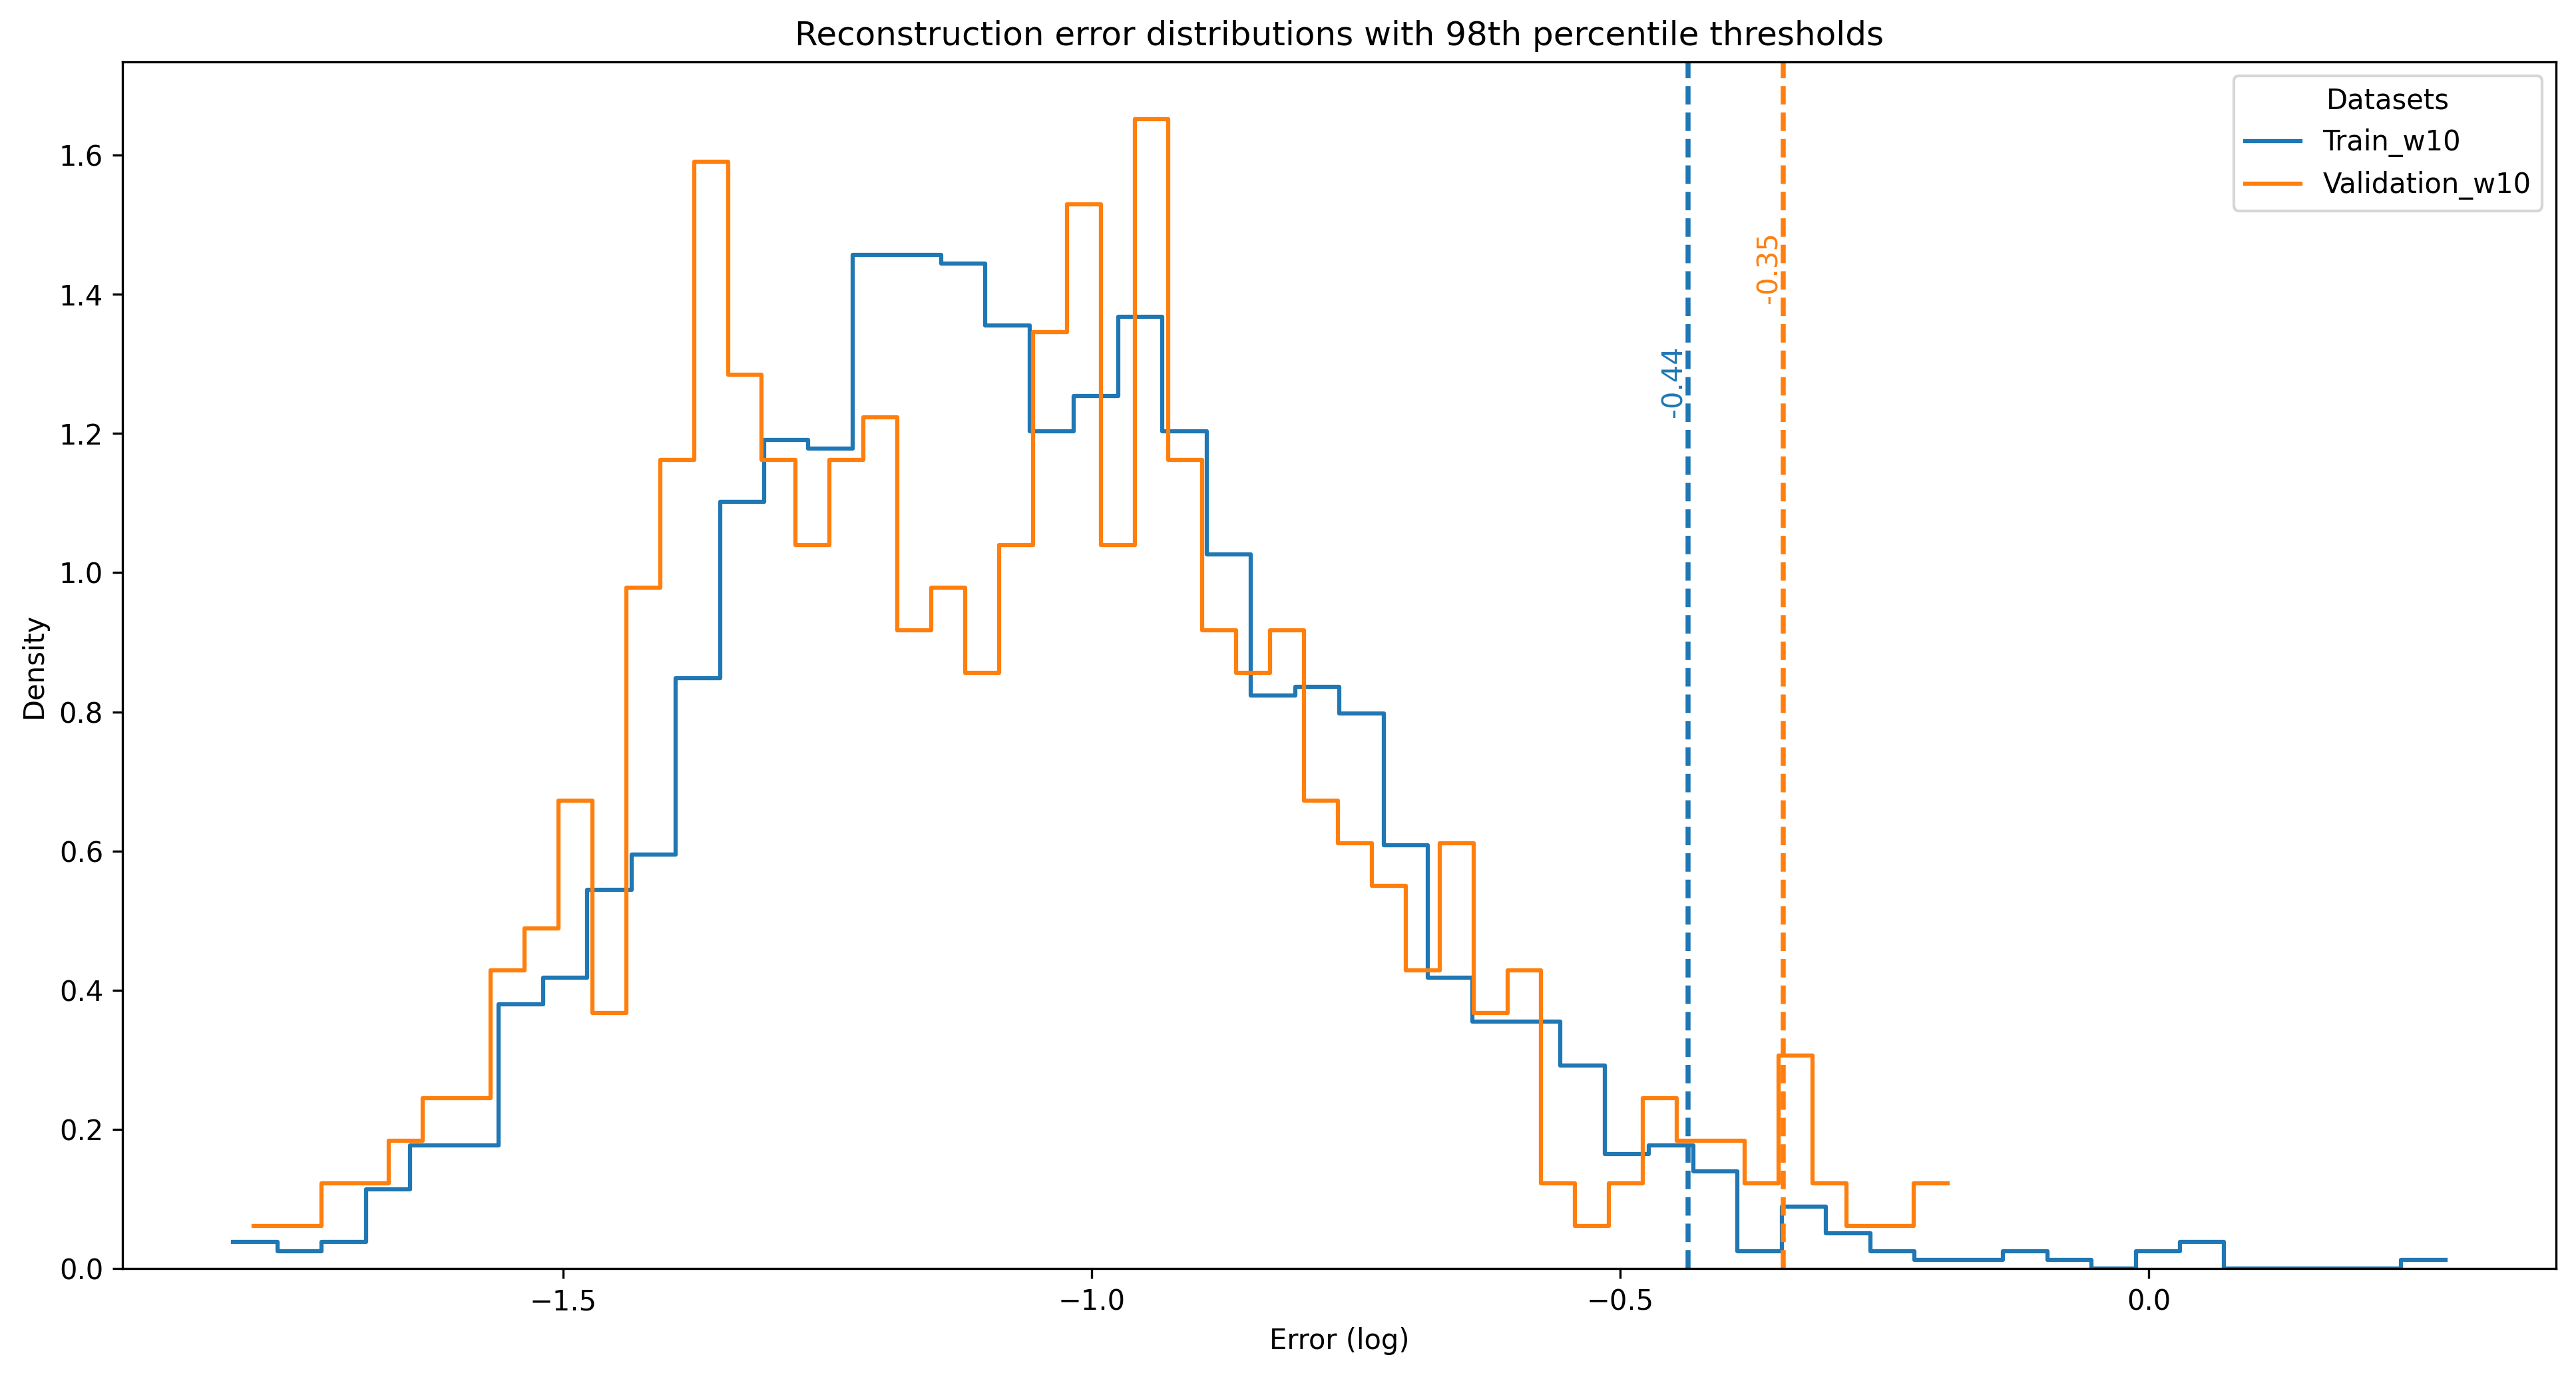 Reconstruction error distributions with 98th percentile thresholds
Datasets
Train_w10
Validation_w10
-0.35
-0.44
Density
1.6
1.4
1.2
1.0
0.8
0.6
0.4
0.2
0.0
−1.5
−1.0
−0.5
0.0
Error (log)